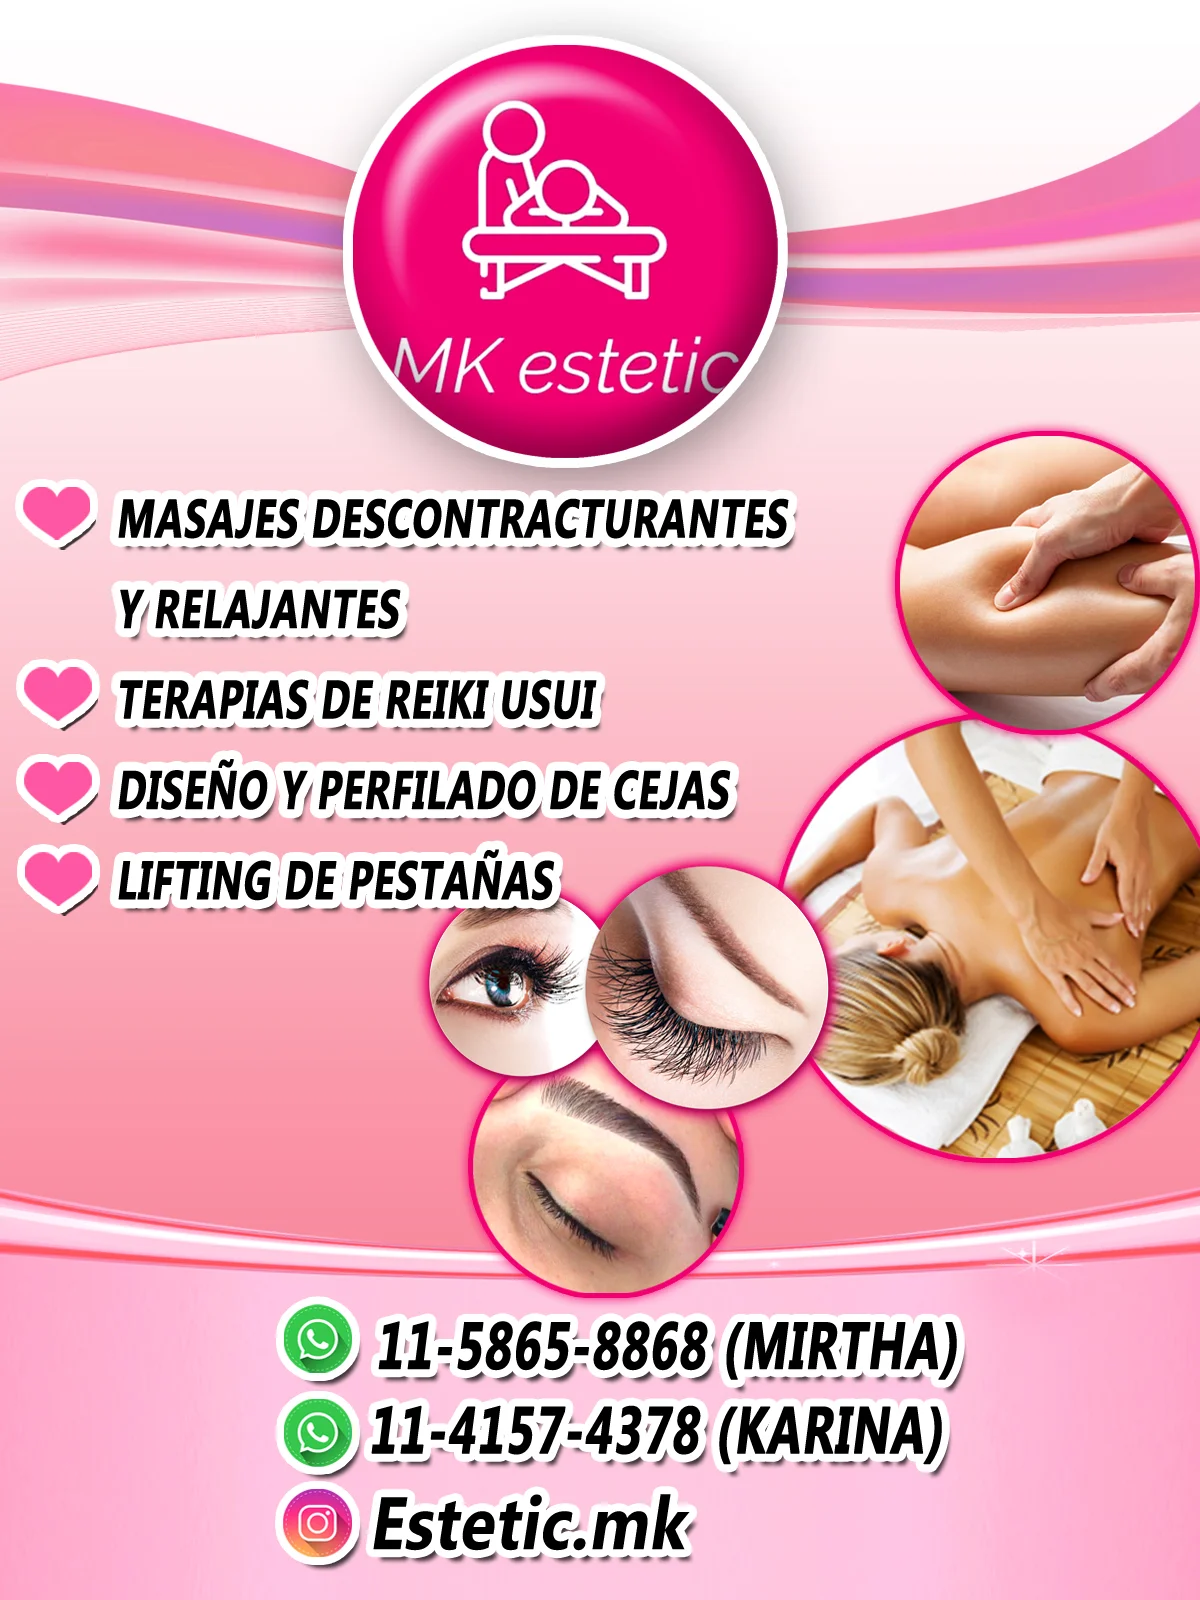 MK estetic
MASAJES DESCONTRACTURANTES
Y RELAJANTES
TERAPIAS DE REIKI USUI
DISEÑO Y PERFILADO DE CEJAS
LIFTING DE PESTAÑAS
11-5865-8868 (MIRTHA)
11-4157-4378 (KARINA)
Estetic.mk